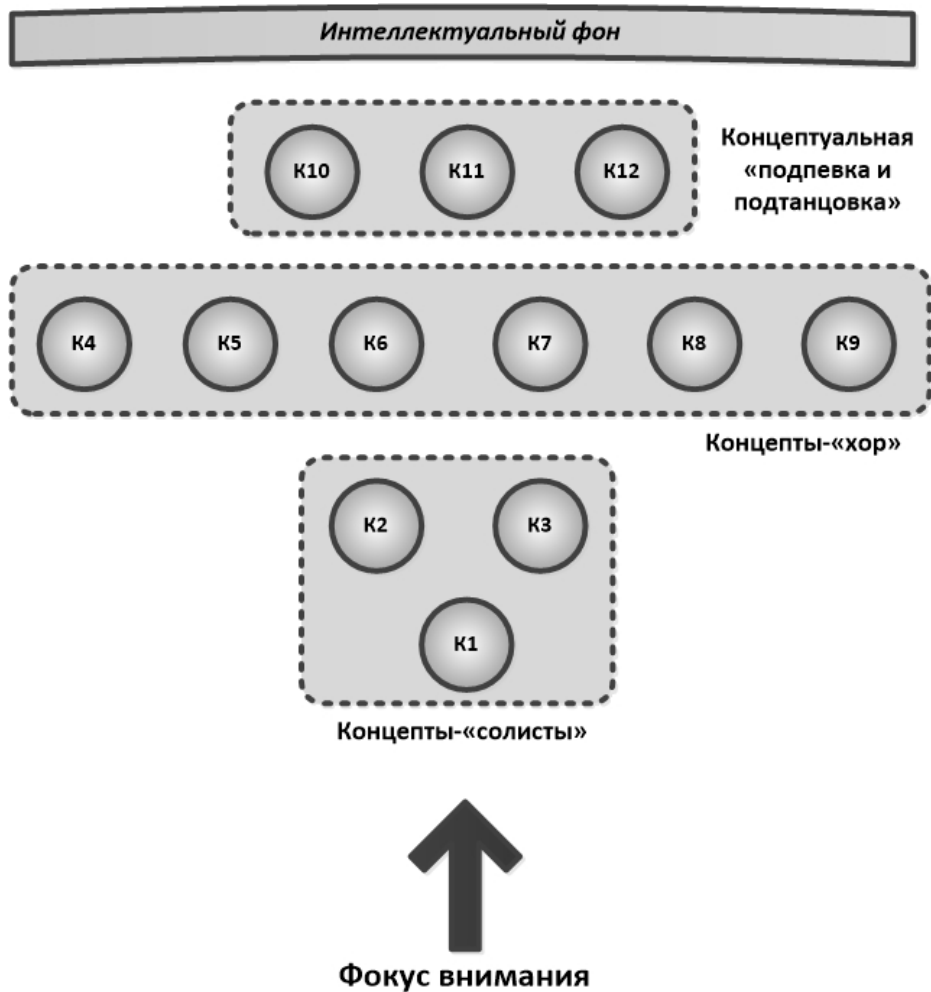 Интеллектуальный фон
К10 К11 К12
Концептуальная
«подпевка и
подтанцовка»
К4 К5 К6 К7 К8 К9
Концепты-«хор»
К2 К3
К1
Концепты-«солисты»
Фокус внимания